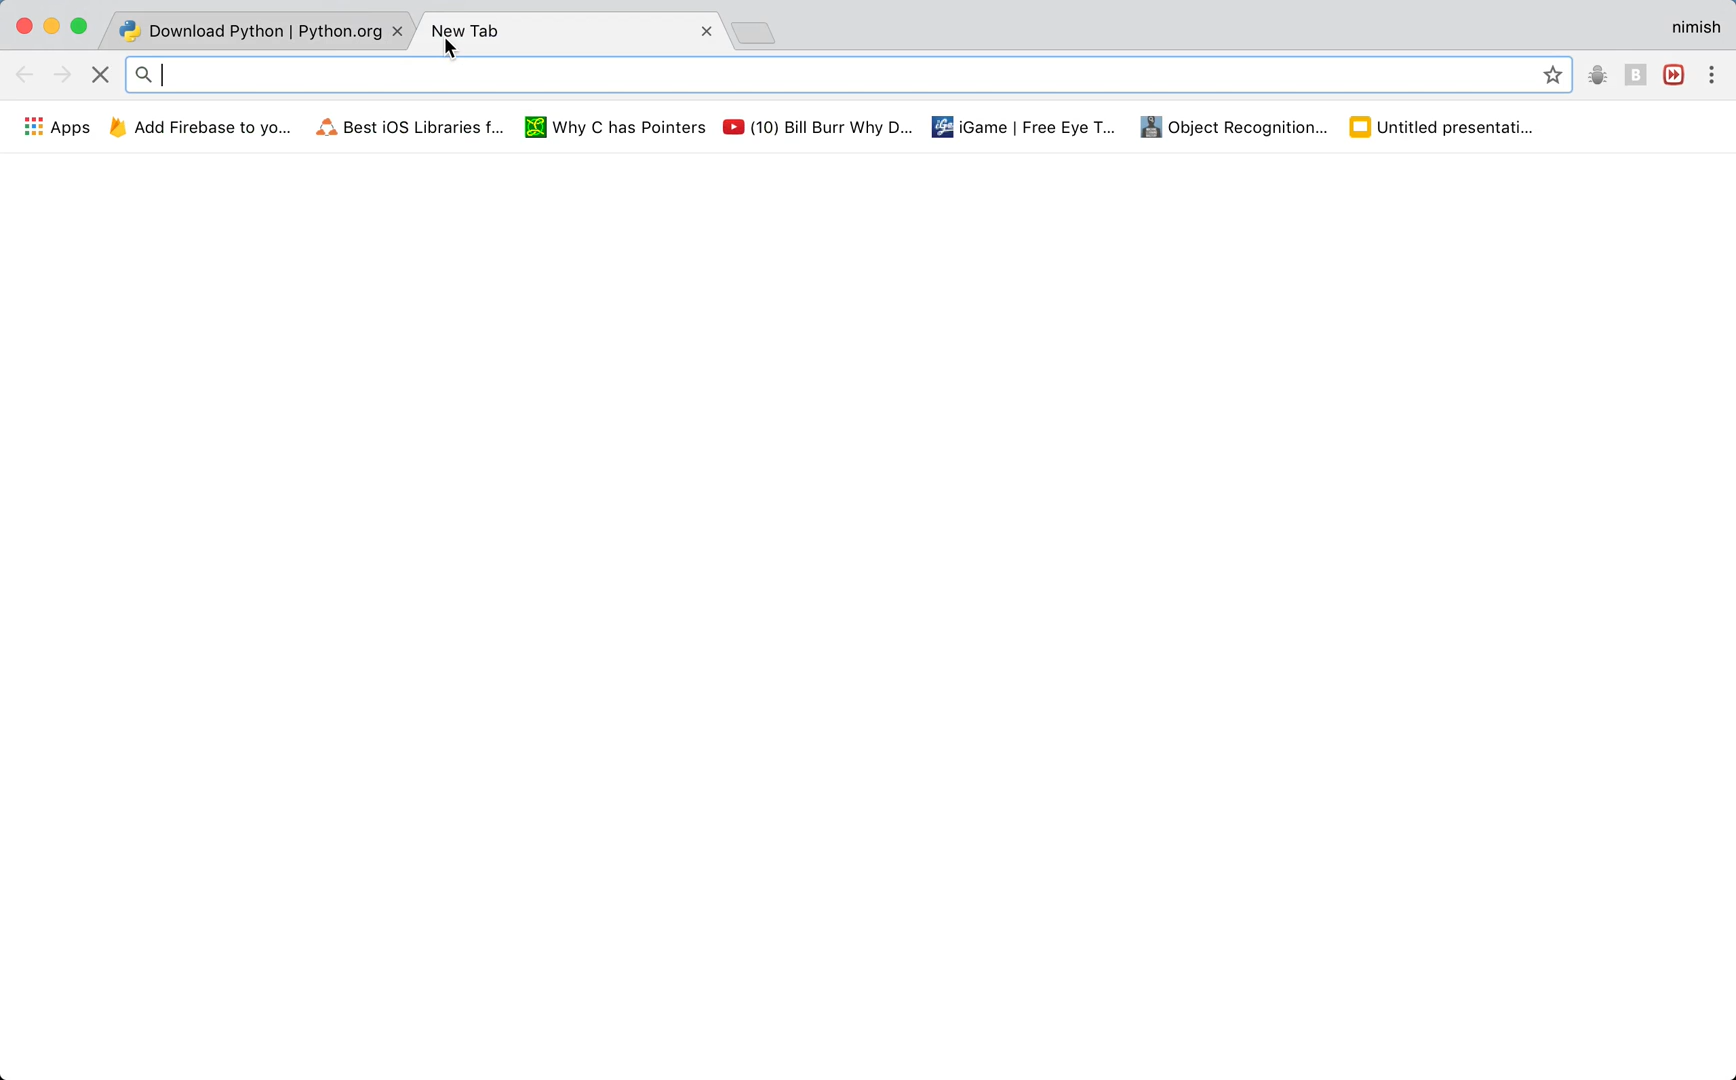 Download Python | Python.org
New Tab
nimish
Apps
Add Firebase to yo...
Best iOS Libraries f...
Why C has Pointers
(10) Bill Burr Why D...
iGame | Free Eye T...
Object Recognition...
B
Untitled presentati...